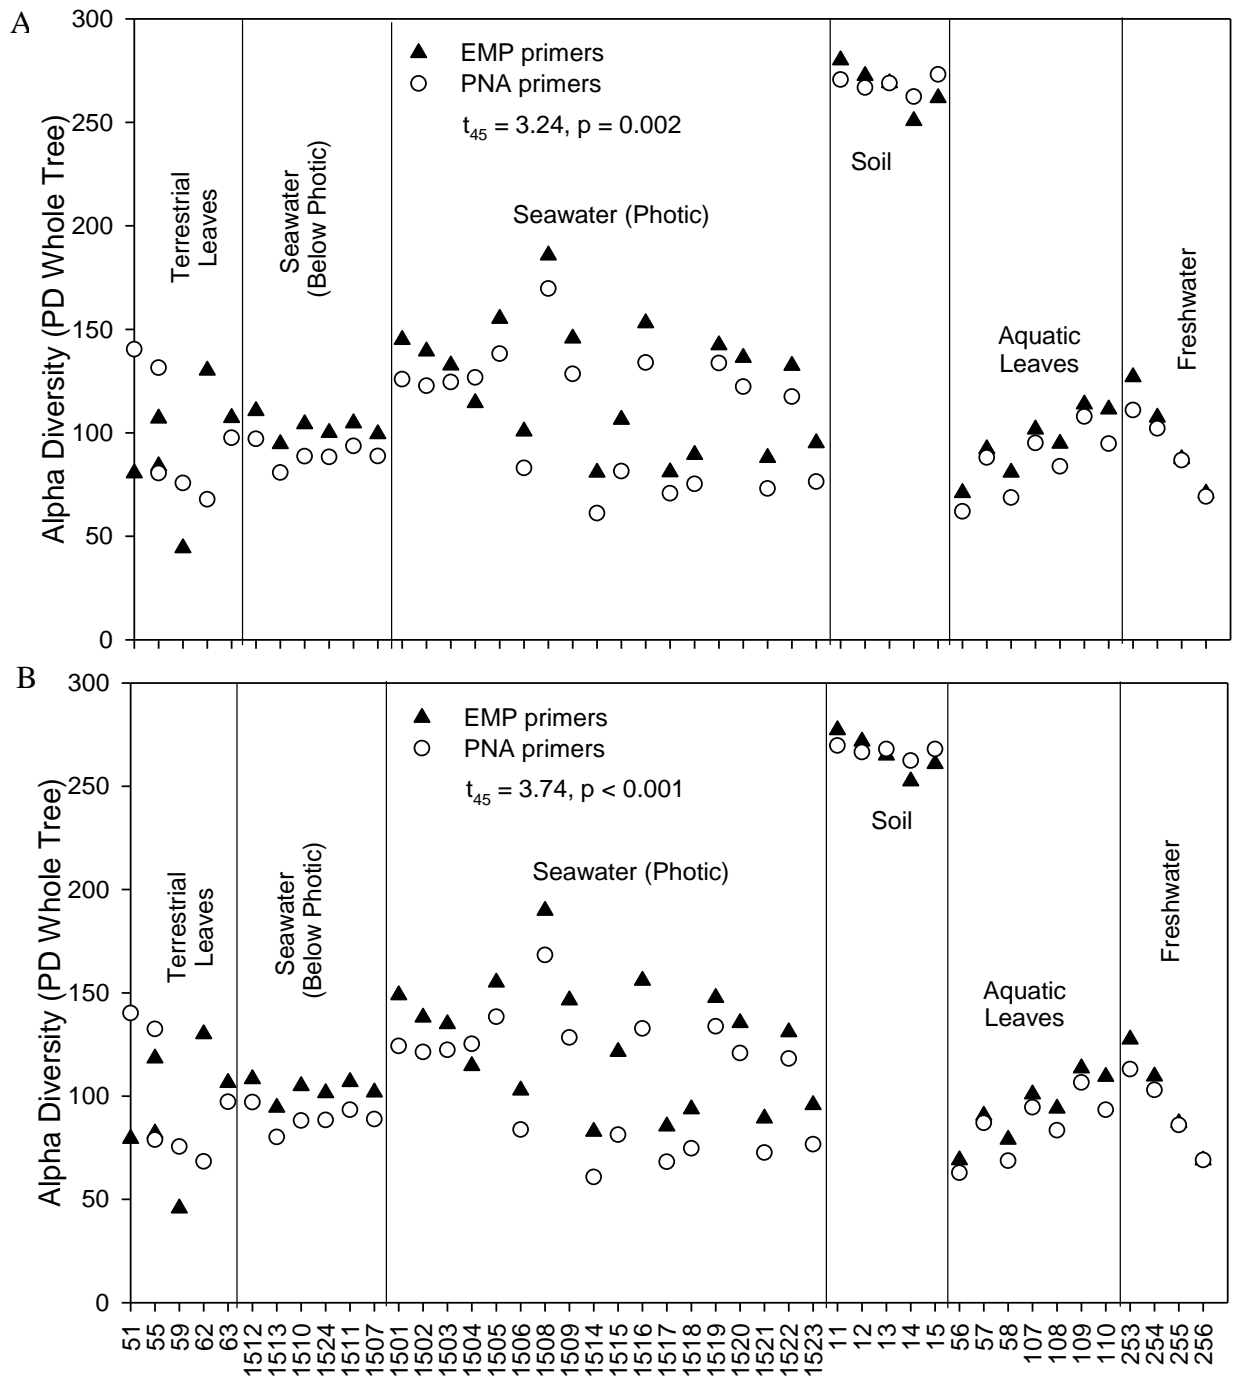 A
300
250
200
150
100
50
0
Alpha Diversity (PD Whole Tree)
EMP primers
PNA primers
t45 = 3.24, p = 0.002
Terrestrial
Leaves
Seawater
(Below Photic)
Seawater (Photic)
Soil
Aquatic
Leaves
Freshwater
B
300
250
200
150
100
50
0
Alpha Diversity (PD Whole Tree)
EMP primers
PNA primers
t45 = 3.74, p < 0.001
Terrestrial
Leaves
Seawater
(Below Photic)
Seawater (Photic)
Soil
Aquatic
Leaves
Freshwater
51
55
59
62
63
1512
1513
1510
1524
1511
1507
1501
1502
1503
1504
1505
1506
1508
1509
1514
1515
1516
1517
1518
1519
1520
1521
1522
1523
11
12
13
14
15
56
57
58
107
108
109
110
253
254
255
256